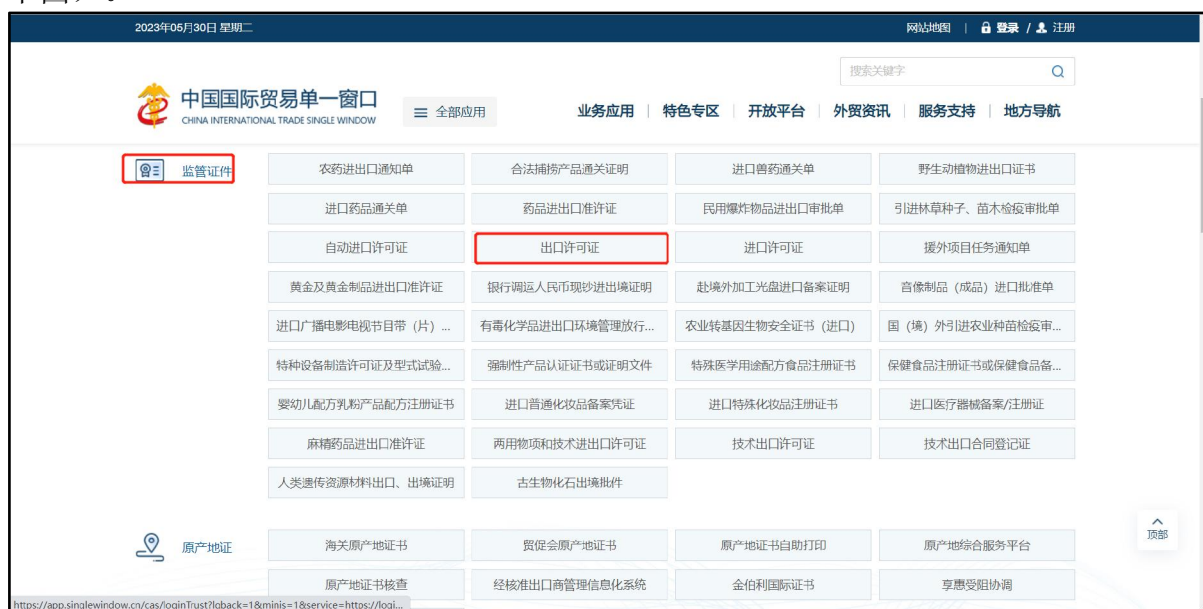 2023年05月30日 星期二 网站地图 | 登录 / 注册
搜索关键字
中国国际贸易单一窗口
CHINA INTERNATIONAL TRADE SINGLE WINDOW
全部应用 业务应用 | 特色专区 | 开放平台 | 外贸资讯 | 服务支持 | 地方导航
监管证件 农药进出口通知单 合法捕捞产品通关证明 进口兽药通关单 野生动植物进出口证书
进口药品通关单 药品进出口准许证 民用爆炸物品进出口审批单 引进林草种子、苗木检疫审批单
自动进口许可证 出口许可证 进口许可证 援外项目任务通知单
黄金及黄金制品进出口准许证 银行调运人民币现钞进出境证明 赴境外加工光盘进口备案证明 音像制品（成品）进口批准单
进口广播电影电视节目带（片）... 有毒化学品进出口环境管理放行... 农业转基因生物安全证书（进口） 国（境）外引进农业种苗检疫审...
特种设备制造许可证及型式试验... 强制性产品认证证书或证明文件 特殊医学用途配方食品注册证书 保健食品注册证书或保健食品备...
婴幼儿配方乳粉产品配方注册证书 进口普通化妆品备案凭证 进口特殊化妆品注册证书 进口医疗器械备案/注册证
麻精药品进出口准许证 两用物项和技术进出口许可证 技术出口许可证 技术出口合同登记证
人类遗传资源材料出口、出境证明 古生物化石出境批件
顶部
原产地证 海关原产地证书 贸促会原产地证书 原产地证书自助打印 原产地综合服务平台
原产地证书核查 经核准出口商管理信息化系统 金伯利国际证书 享惠受阻协调
https://app.singlewindow.cn/cas/loginTrust?lpback=1&minis=1&service=https://logi...